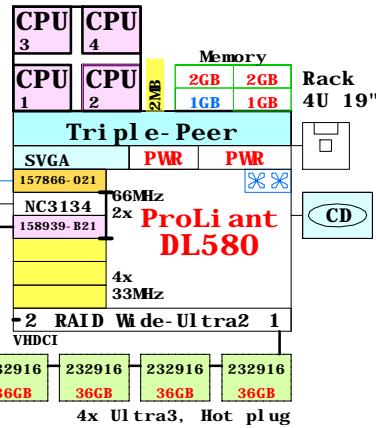 CPU CPU
3 4
Memory
CPU CPU 2MB 2GB 2GB Rack
1 2 1GB 1GB 4U 19"
Triple-Peer
SVGA PWR PWR
157866-021
66MHz
NC3134 2x ProLiant CD
158939-B21 DL580
4x
33MHz
2 RAID Wide-Ultra2 1
VHDCI
32916 232916 232916 232916
36GB 36GB 36GB 36GB
4x Ultra3, Hot plug